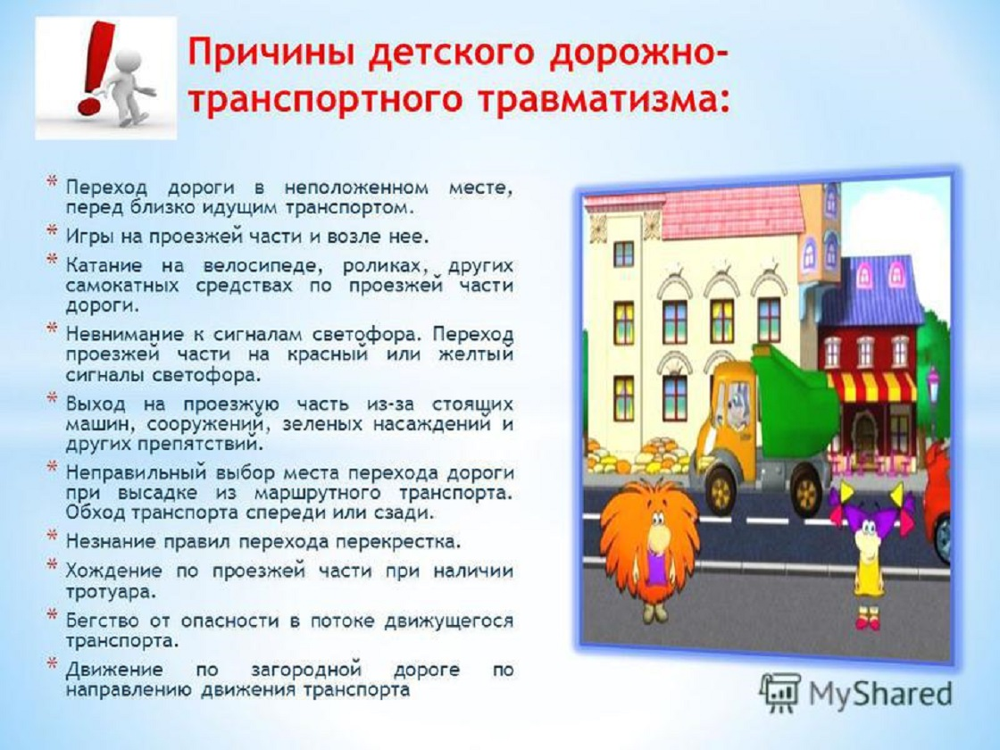 Причины детского дорожно-
транспортного травматизма:
* Переход дороги в неположенном месте,
перед близко идущим транспортом.
* Игры на проезжей части и возле нее.
* Катание на велосипеде, роликах, других
самокатных средствах по проезжей части
дороги.
* Невнимание к сигналам светофора. Переход
проезжей части на красный или желтый
сигналы светофора.
* Выход на проезжую часть из-за стоящих
машин, сооружений, зеленых насаждений и
других препятствий.
* Неправильный выбор места перехода дороги
при высадке из маршрутного транспорта.
Обход транспорта спереди или сзади.
* Незнание правил перехода перекрестка.
* Хождение по проезжей части при наличии
тротуара.
* Бегство от опасности в потоке движущегося
транспорта.
* Движение по загородной дороге по
направлению движения транспорта
MyShared